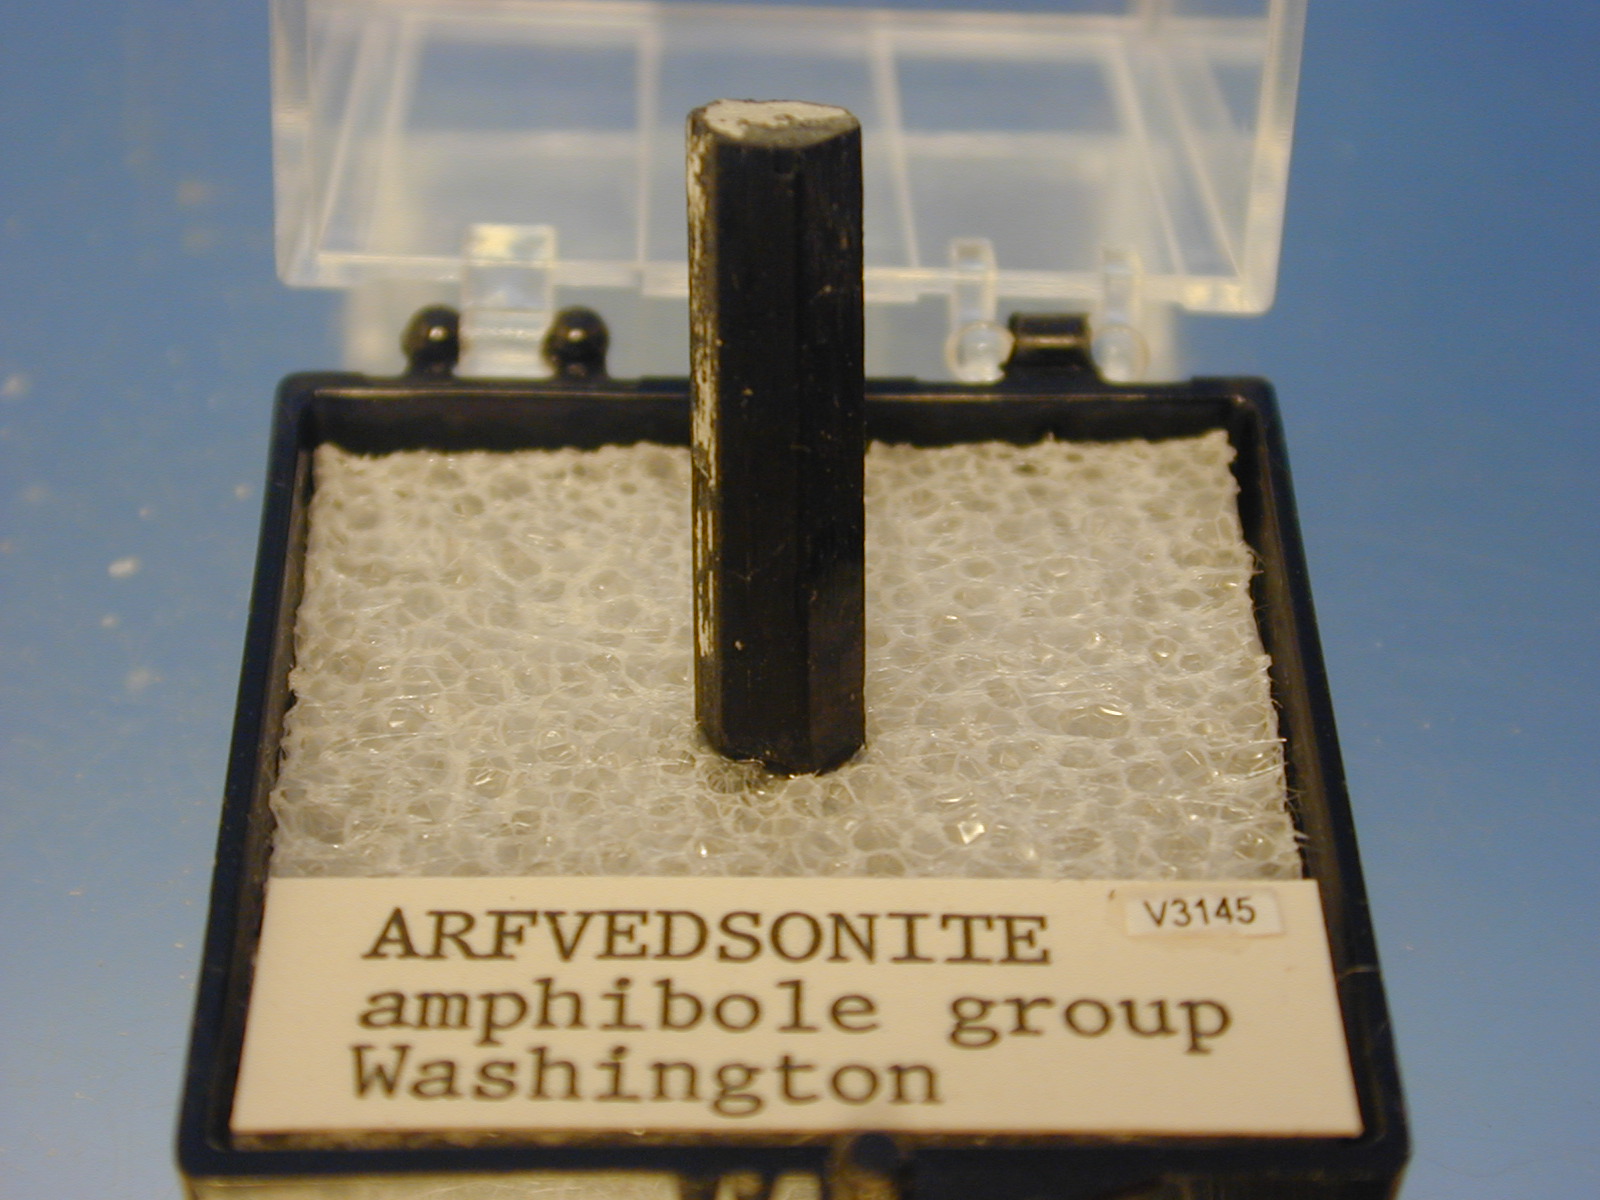 ARFVEDSONITE
V3145
amphibole group
Washington